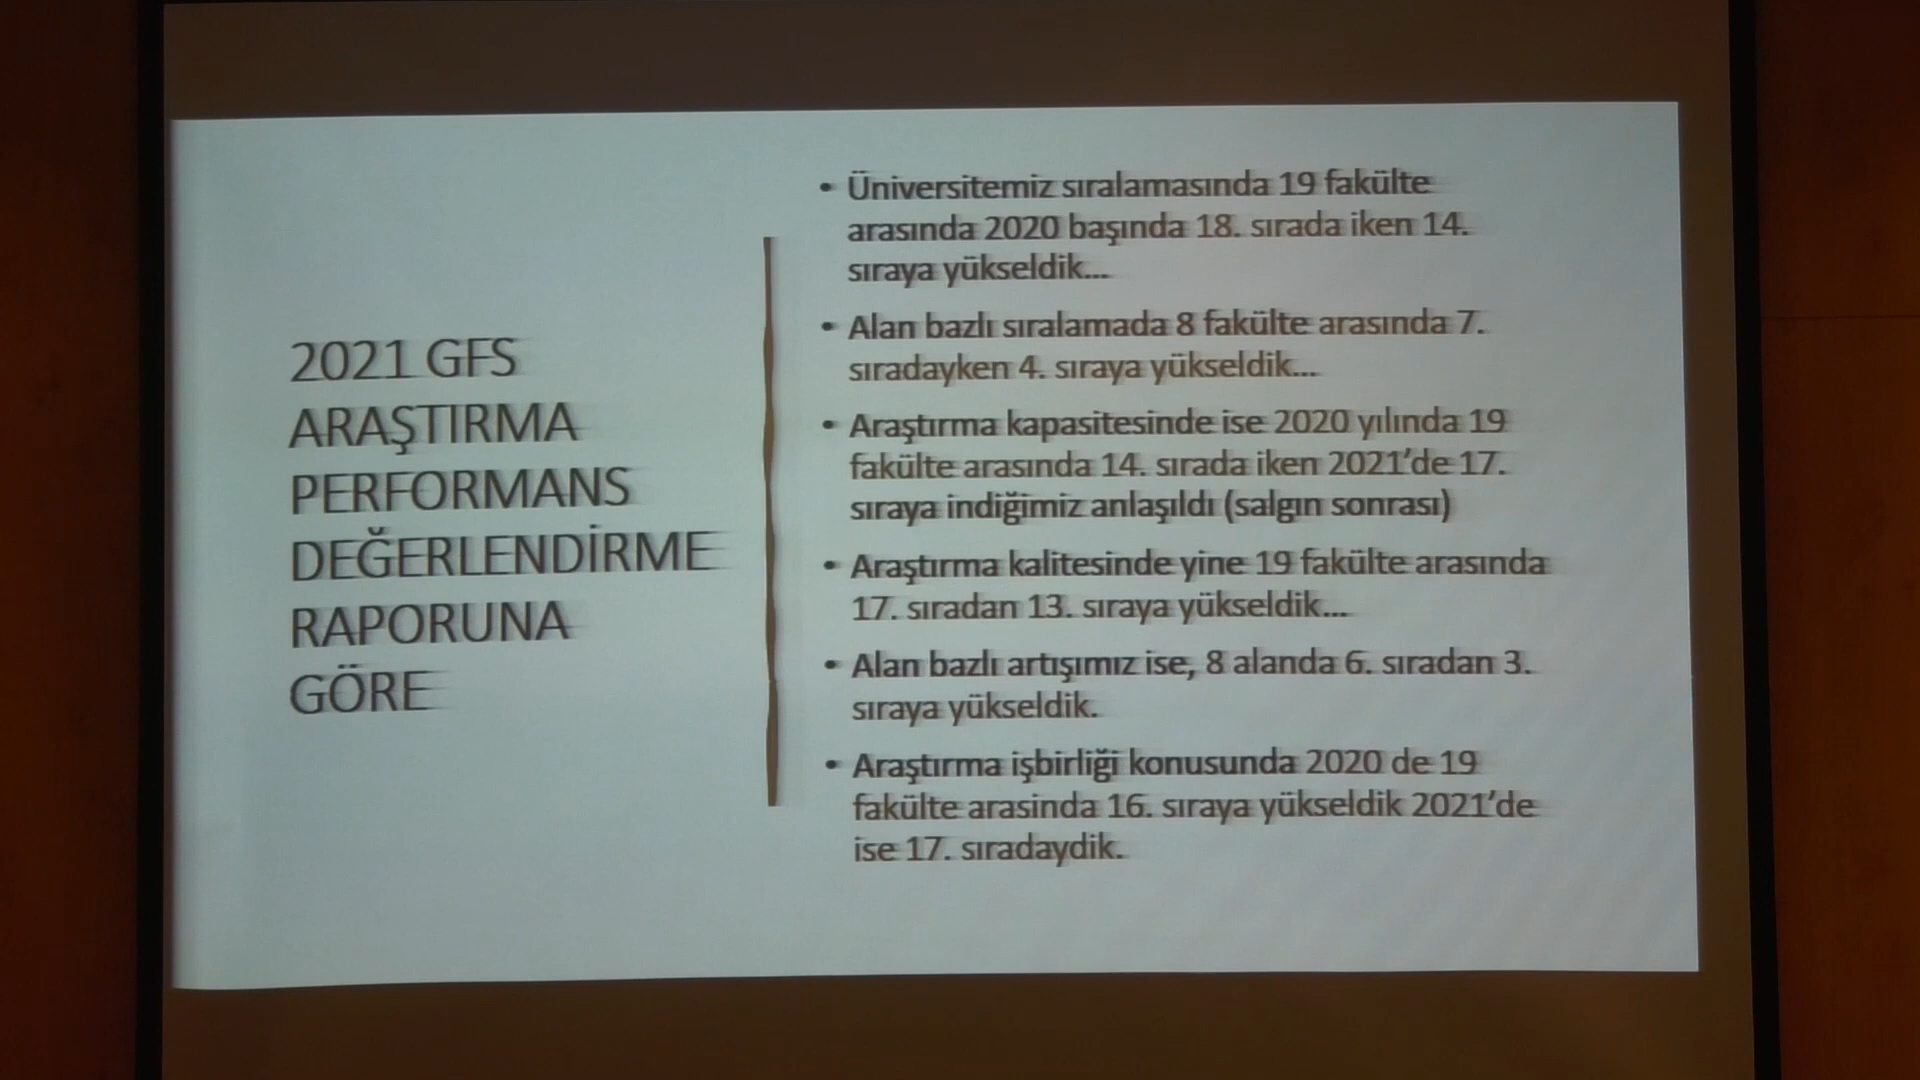 2021 GFS
ARAŞTIRMA
PERFORMANS
DEĞERLENDİRME
RAPORUNA
GÖRE
• Üniversitemiz sıralamasında 19 fakülte
arasında 2020 başında 18. sırada iken 14.
sıraya yükseldik...
• Alan bazlı sıralamada 8 fakülte arasında 7.
sıradayken 4. sıraya yükseldik...
• Araştırma kapasitesinde ise 2020 yılında 19
fakülte arasında 14. sırada iken 2021'de 17.
sıraya indiğimiz anlaşıldı (salgın sonrası)
• Araştırma kalitesinde yine 19 fakülte arasında
17. sıradan 13. sıraya yükseldik...
• Alan bazlı artışımız ise, 8 alanda 6. sıradan 3.
sıraya yükseldik.
• Araştırma işbirliği konusunda 2020 de 19
fakülte arasinda 16. sıraya yükseldik 2021'de
ise 17. sıradaydik.